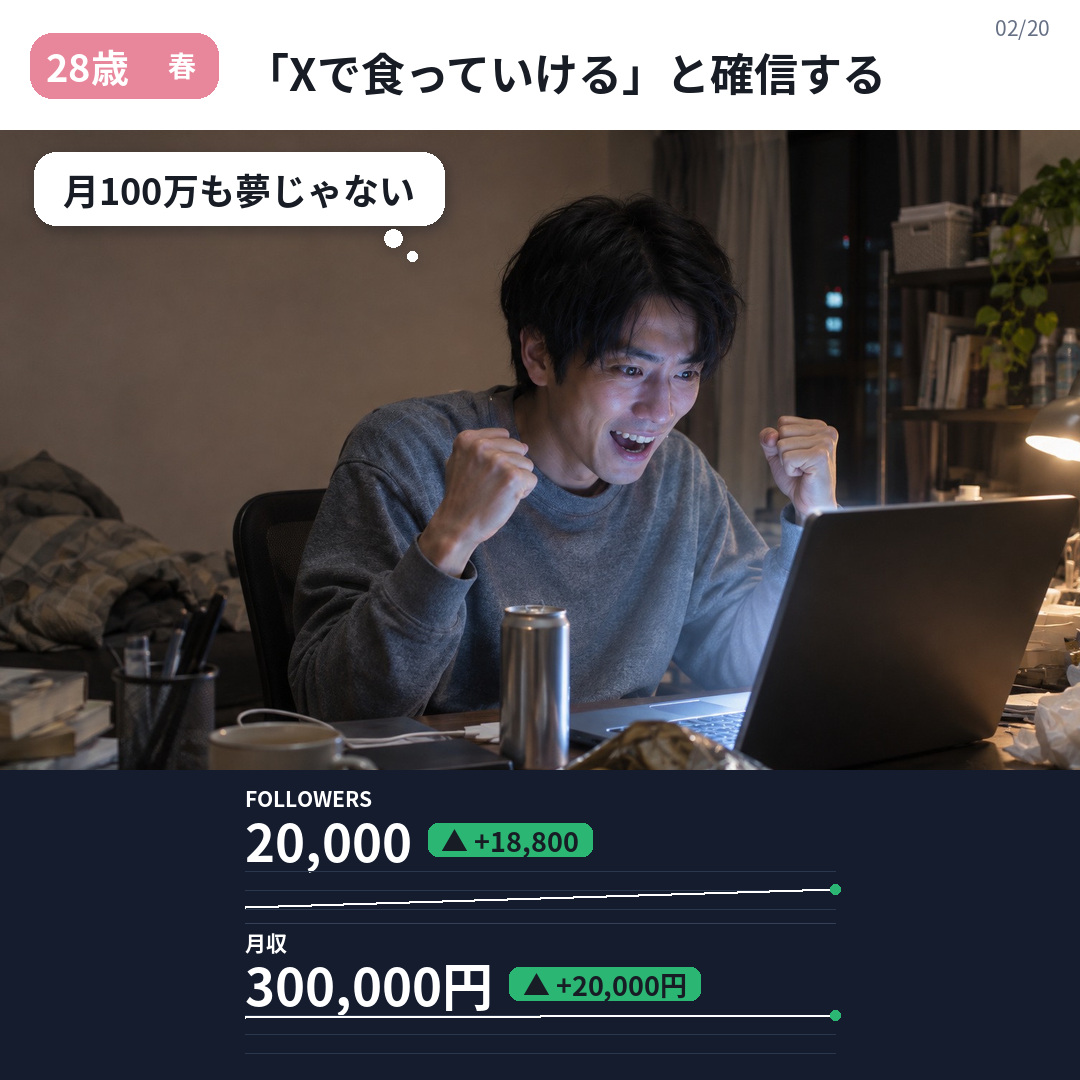 02/20
28歳 春
「Xで食っていける」と確信する
月100万も夢じゃない
FOLLOWERS
20,000 ▲ +18,800
月収
300,000円 ▲ +20,000円